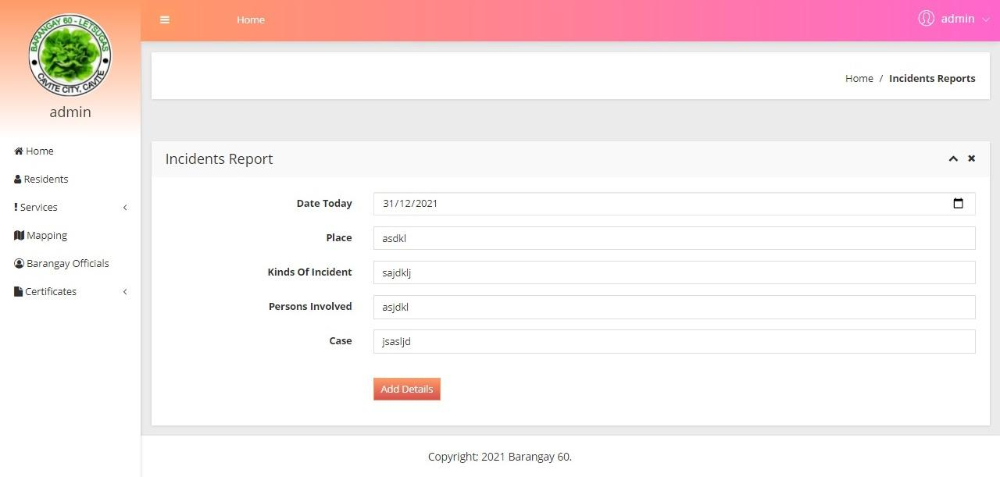 BARANGAY 60 - LETSUGAS
CAVITE CITY, CAVITE
admin
Home
Residents
Services
Mapping
Barangay Officials
Certificates
Home
admin
Home / Incidents Reports
Incidents Report
Date Today 31/12/2021
Place asdkl
Kinds Of Incident sajdklj
Persons Involved asjdkl
Case jsasljd
Add Details
Copyright; 2021 Barangay 60.